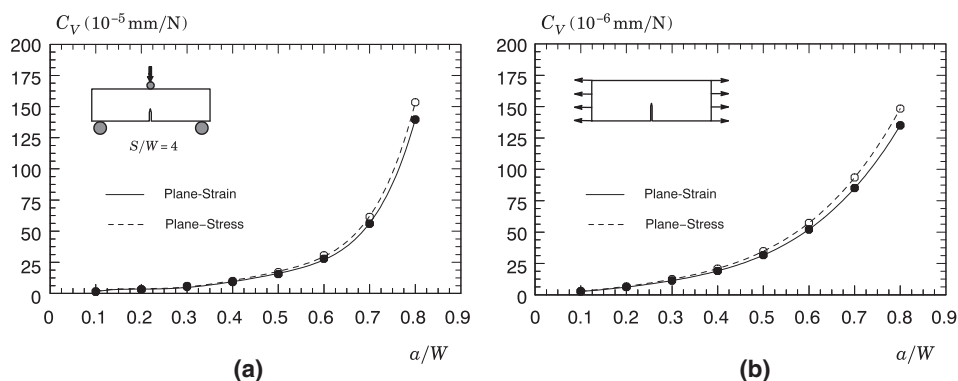 C_V (10⁻⁵ mm/N)
200
175
150
125
100
75
50
25
0
S/W = 4
Plane-Strain
Plane–Stress
0 0.1 0.2 0.3 0.4 0.5 0.6 0.7 0.8 0.9
a/W
(a)
C_V (10⁻⁶ mm/N)
200
175
150
125
100
75
50
25
0
Plane-Strain
Plane–Stress
0 0.1 0.2 0.3 0.4 0.5 0.6 0.7 0.8 0.9
a/W
(b)